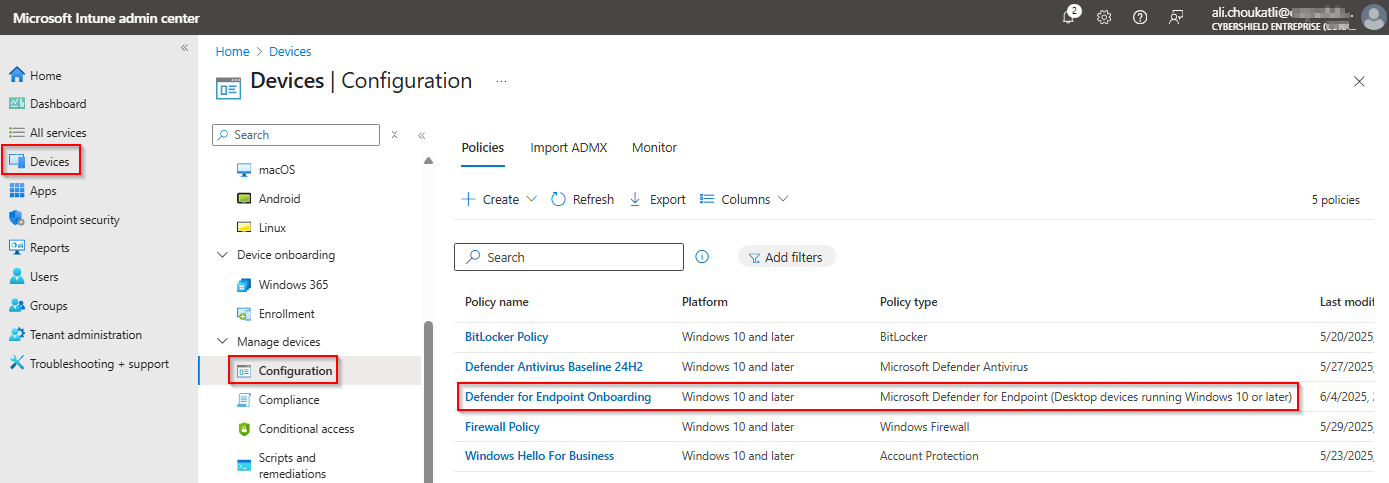 Microsoft Intune admin center
2
ali.choukatli@
CYBERSHIELD ENTREPRISE
Home
Dashboard
All services
Devices
Apps
Endpoint security
Reports
Users
Groups
Tenant administration
Troubleshooting + support
Home > Devices
Devices | Configuration
Search
macOS
Android
Linux
Device onboarding
Windows 365
Enrollment
Manage devices
Configuration
Compliance
Conditional access
Scripts and
remediations
Policies Import ADMX Monitor
Create Refresh Export Columns 5 policies
Search Add filters
Policy name Platform Policy type Last modif
BitLocker Policy Windows 10 and later BitLocker 5/20/2025,
Defender Antivirus Baseline 24H2 Windows 10 and later Microsoft Defender Antivirus 5/27/2025,
Defender for Endpoint Onboarding Windows 10 and later Microsoft Defender for Endpoint (Desktop devices running Windows 10 or later) 6/4/2025,
Firewall Policy Windows 10 and later Windows Firewall 5/29/2025,
Windows Hello For Business Windows 10 and later Account Protection 5/23/2025,